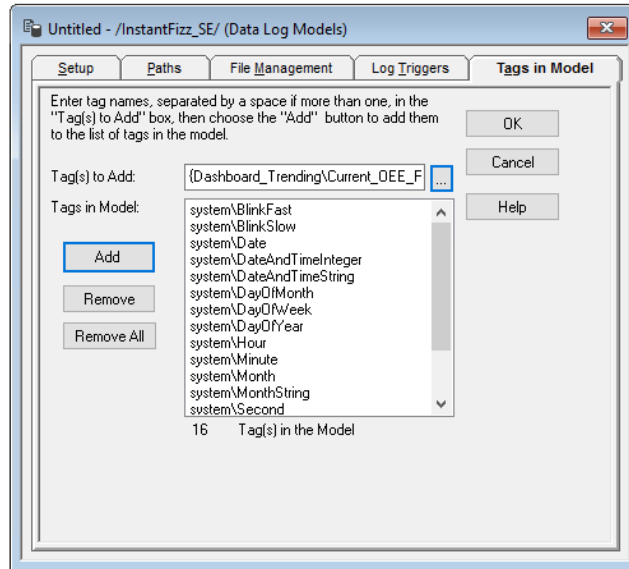 Untitled - /InstantFizz_SE/ (Data Log Models)
Setup Paths File Management Log Triggers Tags in Model
Enter tag names, separated by a space if more than one, in the
"Tag(s) to Add" box, then choose the "Add" button to add them
to the list of tags in the model.
OK
Cancel
Help
Tag(s) to Add: {Dashboard_Trending\Current_OEE_F ...
Tags in Model:
Add
Remove
Remove All
system\BlinkFast
system\BlinkSlow
system\Date
system\DateAndTimeInteger
system\DateAndTimeString
system\DayOfMonth
system\DayOfWeek
system\DayOfYear
system\Hour
system\Minute
system\Month
system\MonthString
system\Second
16 Tag(s) in the Model